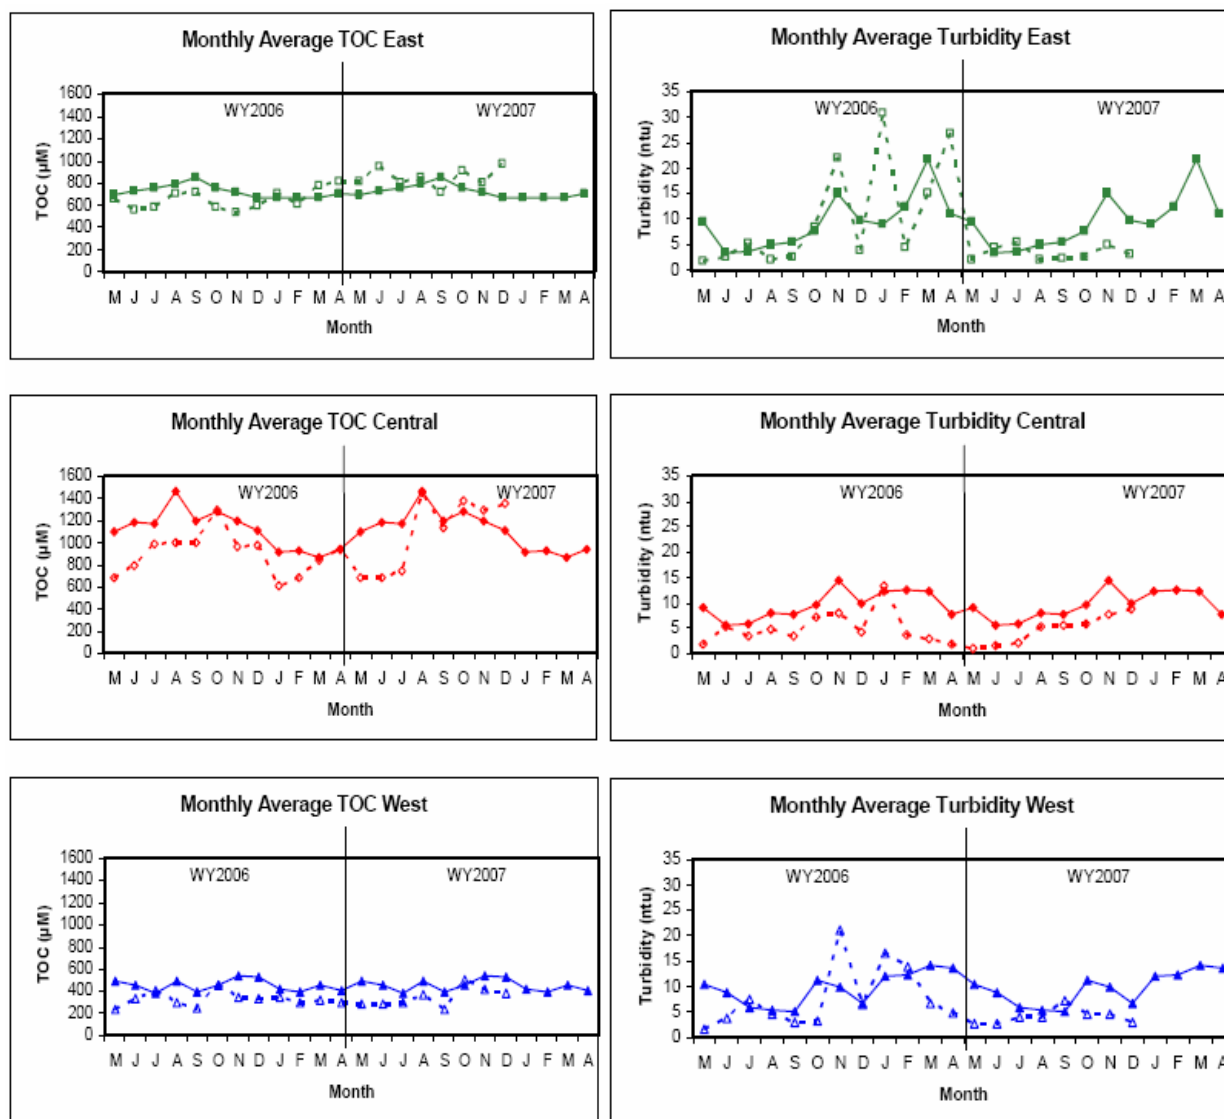 Monthly Average TOC East
1600
1400
1200
1000
800
600
400
200
0
TOC (µM)
WY2006
WY2007
M J J A S O N D J F M A M J J A S O N D J F M A
Month
Monthly Average Turbidity East
35
30
25
20
15
10
5
0
Turbidity (ntu)
WY2006
WY2007
M J J A S O N D J F M A M J J A S O N D J F M A
Month
Monthly Average TOC Central
1600
1400
1200
1000
800
600
400
200
0
TOC (µM)
WY2006
WY2007
M J J A S O N D J F M A M J J A S O N D J F M A
Month
Monthly Average Turbidity Central
35
30
25
20
15
10
5
0
Turbidity (ntu)
WY2006
WY2007
M J J A S O N D J F M A M J J A S O N D J F M A
Month
Monthly Average TOC West
1600
1400
1200
1000
800
600
400
200
0
TOC (µM)
WY2006
WY2007
M J J A S O N D J F M A M J J A S O N D J F M A
Month
Monthly Average Turbidity West
35
30
25
20
15
10
5
0
Turbidity (ntu)
WY2006
WY2007
M J J A S O N D J F M A M J J A S O N D J F M A
Month